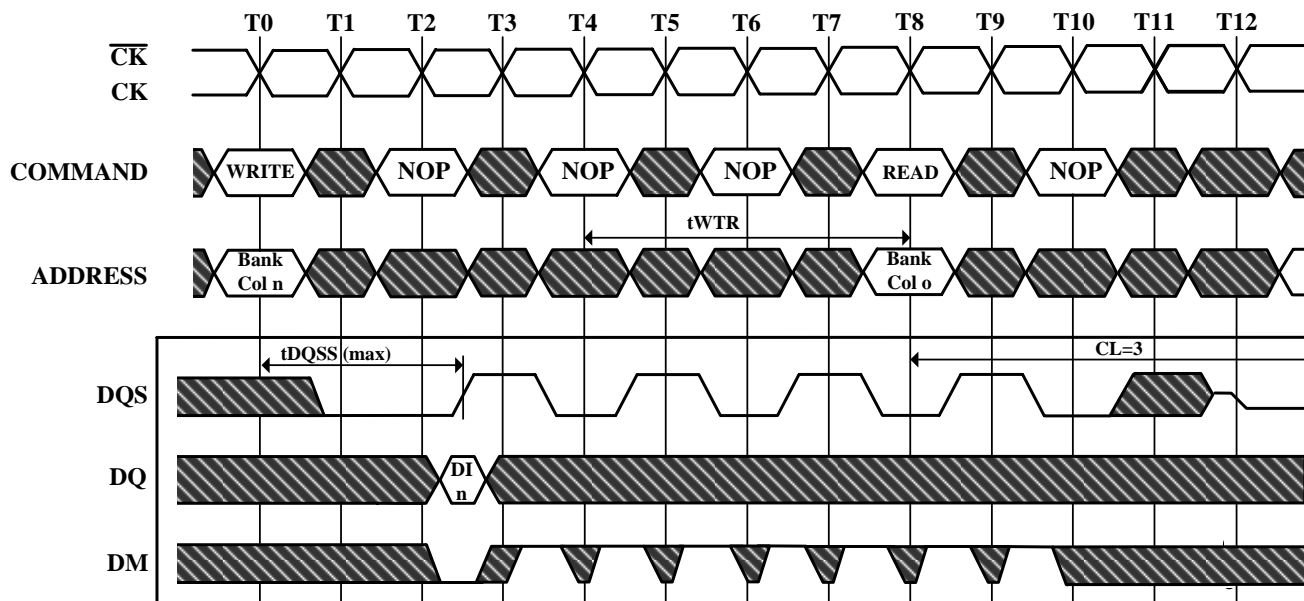 T0 T1 T2 T3 T4 T5 T6 T7 T8 T9 T10 T11 T12
CK
CK
COMMAND WRITE NOP NOP NOP READ NOP
tWTR
ADDRESS Bank Col n Bank Col o
tDQSS (max) CL=3
DQS
DQ DI n
DM